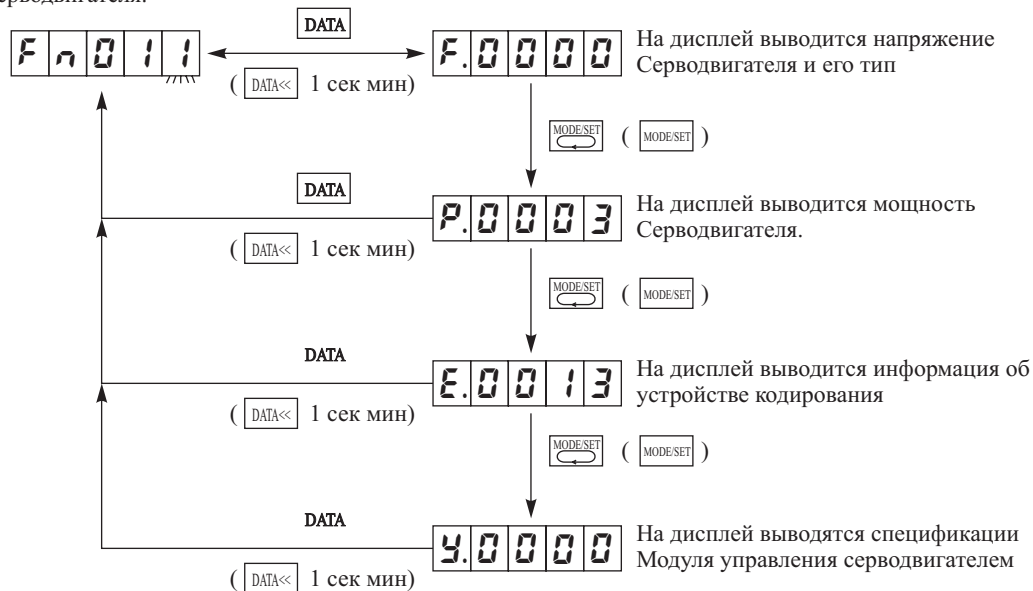 ерводвигателя.
DATA
Fn011
F.0000
На дисплей выводится напряжение
Серводвигателя и его тип
( DATA<< 1 сек мин)
MODE/SET ( MODE/SET )
DATA
P.0003
На дисплей выводится мощность
Серводвигателя.
( DATA<< 1 сек мин)
MODE/SET ( MODE/SET )
DATA
E.0013
На дисплей выводится информация об
устройстве кодирования
( DATA<< 1 сек мин)
MODE/SET ( MODE/SET )
DATA
y.0000
На дисплей выводятся спецификации
Модуля управления серводвигателем
( DATA<< 1 сек мин)